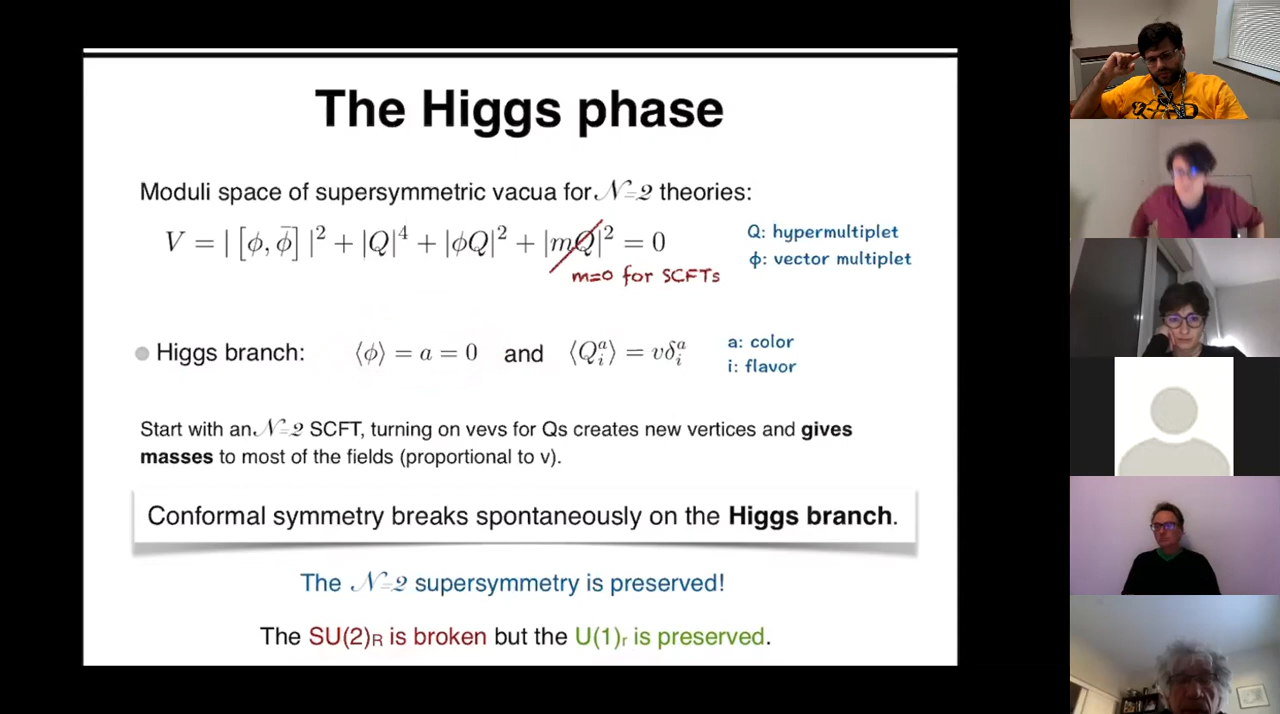 The Higgs phase
Moduli space of supersymmetric vacua for 𝒩=2 theories:
V = | [ϕ, ϕ̄] |² + |Q|⁴ + |ϕQ|² + |mQ|² = 0
Q: hypermultiplet
ϕ: vector multiplet
m=0 for SCFTs
Higgs branch: ⟨ϕ⟩ = a = 0 and ⟨Qᵢᵃ⟩ = vδᵢᵃ
a: color
i: flavor
Start with an 𝒩=2 SCFT, turning on vevs for Qs creates new vertices and gives
masses to most of the fields (proportional to v).
Conformal symmetry breaks spontaneously on the Higgs branch.
The 𝒩=2 supersymmetry is preserved!
The SU(2)R is broken but the U(1)r is preserved.